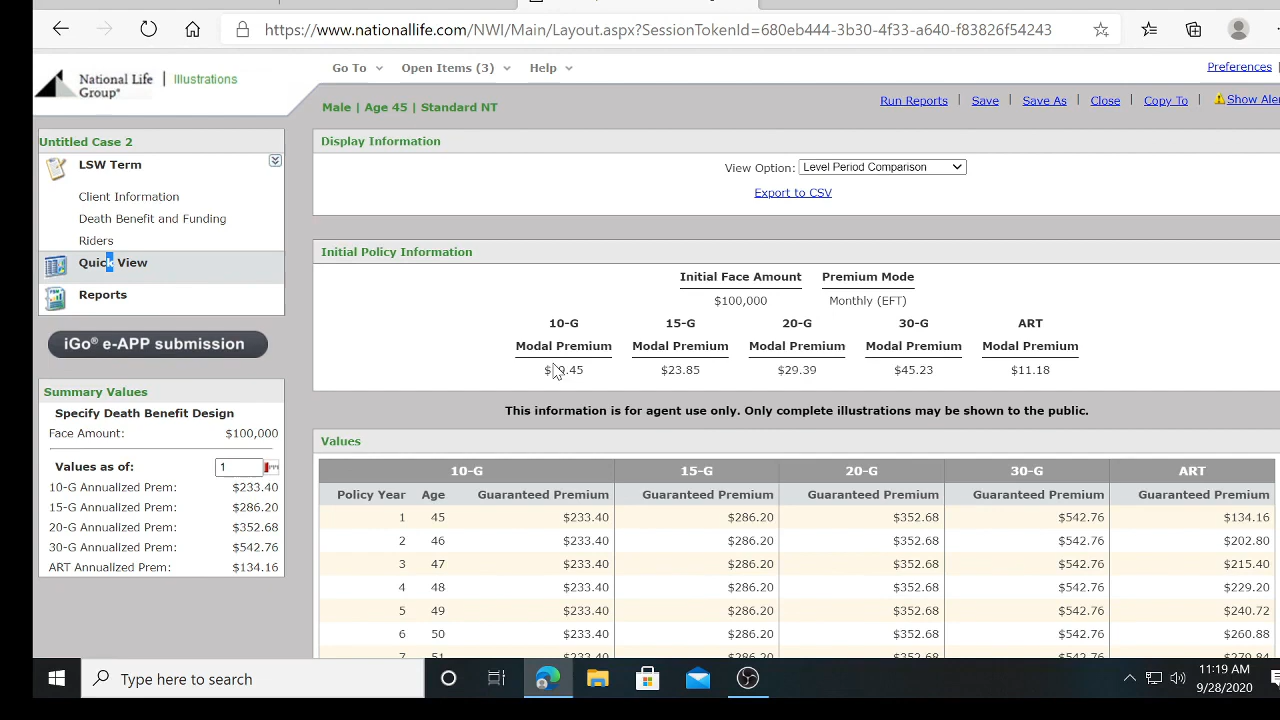 https://www.nationallife.com/NWI/Main/Layout.aspx?SessionTokenId=680eb444-3b30-4f33-a640-f83826f54243
National Life Group® | Illustrations
Go To Open Items (3) Help
Preferences
Male | Age 45 | Standard NT
Run Reports | Save | Save As | Close | Copy To | Show
Untitled Case 2
LSW Term
Client Information
Death Benefit and Funding
Riders
Quick View
Reports
iGo® e-APP submission
Summary Values
Specify Death Benefit Design
Face Amount: $100,000
Values as of: 1
10-G Annualized Prem: $233.40
15-G Annualized Prem: $286.20
20-G Annualized Prem: $352.68
30-G Annualized Prem: $542.76
ART Annualized Prem: $134.16
Display Information
View Option: Level Period Comparison
Export to CSV
Initial Policy Information
Initial Face Amount Premium Mode
$100,000 Monthly (EFT)
10-G 15-G 20-G 30-G ART
Modal Premium Modal Premium Modal Premium Modal Premium Modal Premium
$23.85 $29.39 $45.23 $11.18
This information is for agent use only. Only complete illustrations may be shown to the public.
Values
10-G 15-G 20-G 30-G ART
Policy Year Age Guaranteed Premium Guaranteed Premium Guaranteed Premium Guaranteed Premium Guaranteed Premium
1 45 $233.40 $286.20 $352.68 $542.76 $134.16
2 46 $233.40 $286.20 $352.68 $542.76 $202.80
3 47 $233.40 $286.20 $352.68 $542.76 $215.40
4 48 $233.40 $286.20 $352.68 $542.76 $229.20
5 49 $233.40 $286.20 $352.68 $542.76 $240.72
6 50 $233.40 $286.20 $352.68 $542.76 $260.88
Type here to search
11:19 AM
9/28/2020